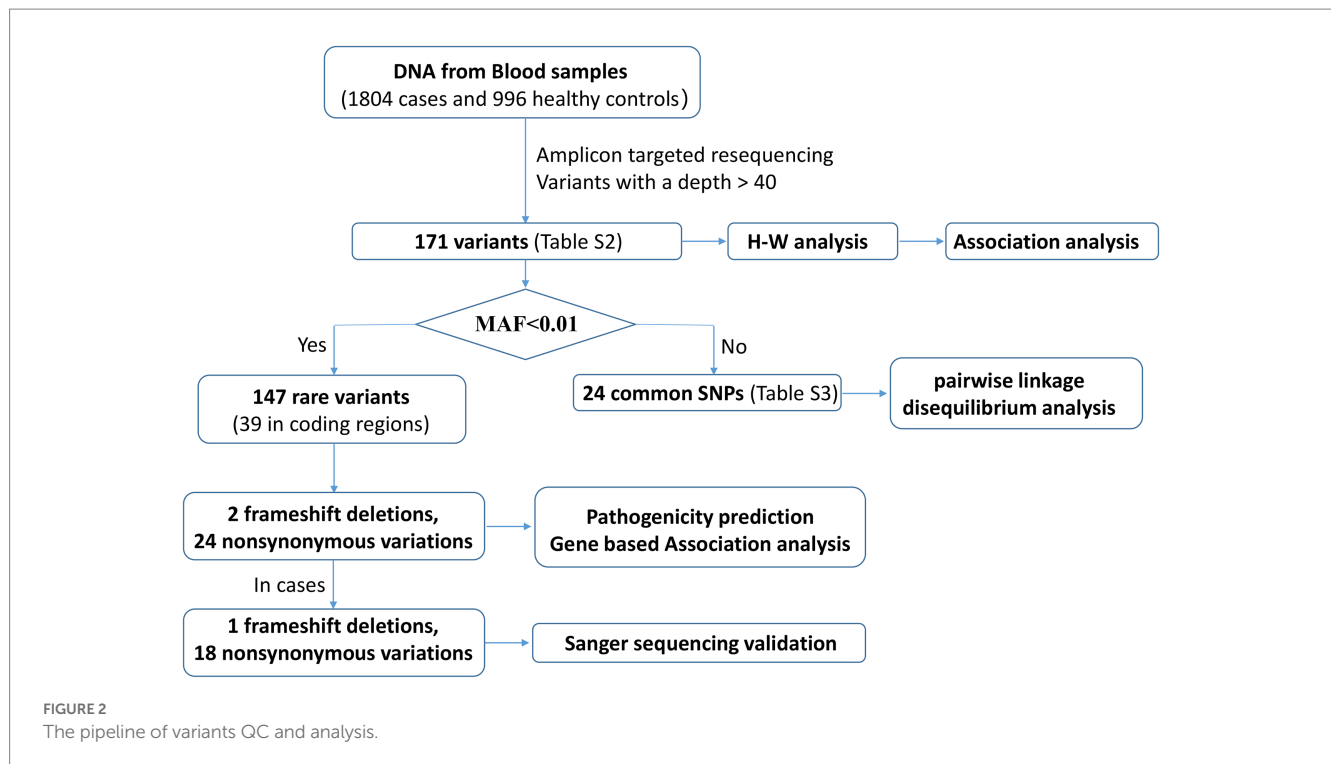 DNA from Blood samples
(1804 cases and 996 healthy controls)
Amplicon targeted resequencing
Variants with a depth > 40
171 variants (Table S2)
H-W analysis
Association analysis
MAF<0.01
Yes
No
147 rare variants
(39 in coding regions)
24 common SNPs (Table S3)
pairwise linkage
disequilibrium analysis
2 frameshift deletions,
24 nonsynonymous variations
Pathogenicity prediction
Gene based Association analysis
In cases
1 frameshift deletions,
18 nonsynonymous variations
Sanger sequencing validation
FIGURE 2
The pipeline of variants QC and analysis.